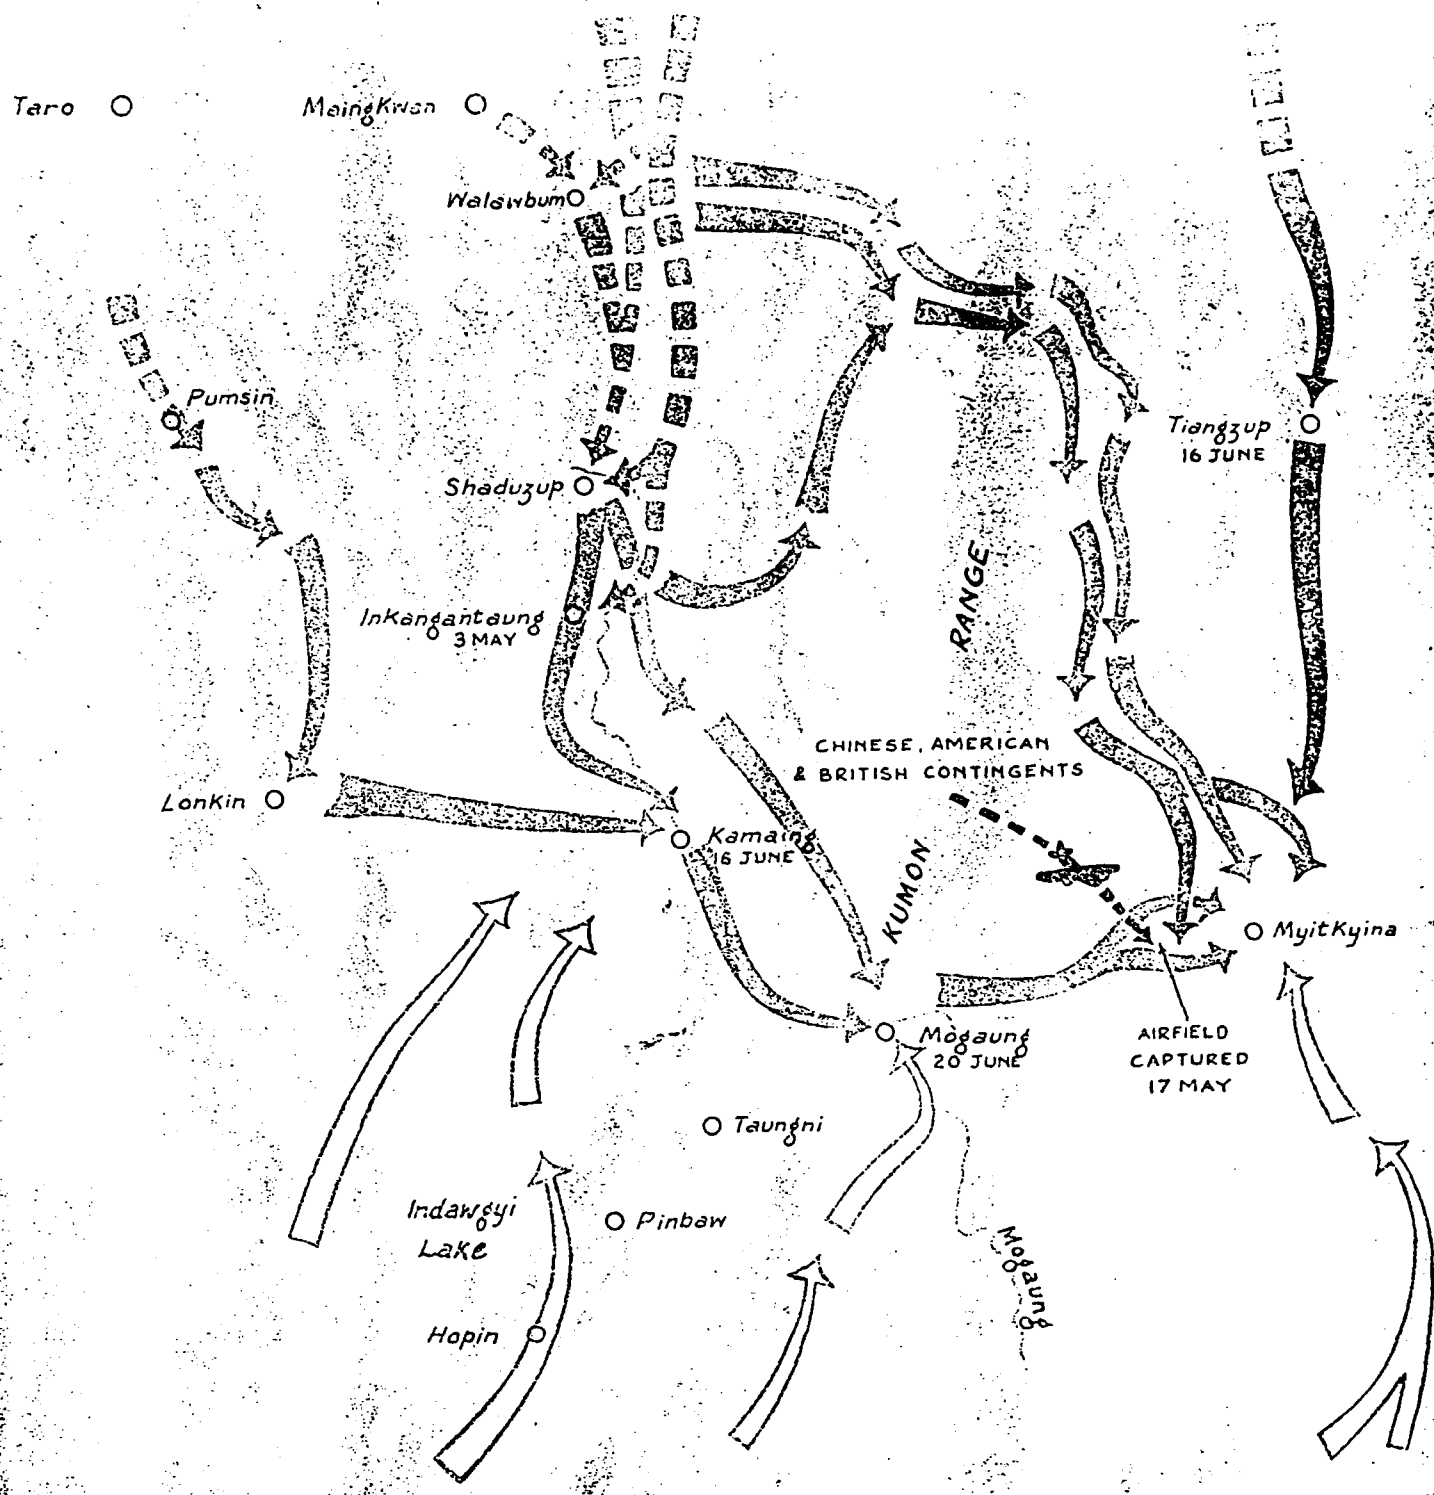 Taro
Maingkwan
Walawbum
Pumsin
Tiangzup
16 JUNE
Shaduzup
RANGE
Inkangantaung
3 MAY
CHINESE, AMERICAN
& BRITISH CONTINGENTS
Lonkin
Kamaing
16 JUNE
KUMON
Myitkyina
Mogaung
20 JUNE
AIRFIELD
CAPTURED
17 MAY
Taungni
Indawgyi
Lake
Pinbaw
Mogaung
Hopin